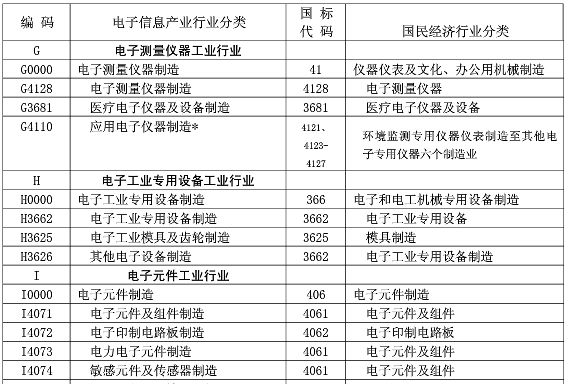 编 码 电子信息产业行业分类 国 标 代 码 国民经济行业分类
G 电子测量仪器工业行业
G0000 电子测量仪器制造 41 仪器仪表及文化、办公用机械制造
G4128 电子测量仪器制造 4128 电子测量仪器
G3681 医疗电子仪器及设备制造 3681 医疗电子仪器及设备
G4110 应用电子仪器制造* 4121、
4123-
4127
环境监测专用仪器仪表制造至其他电
子专用仪器六个制造业
H 电子工业专用设备工业行业
H0000 电子工业专用设备制造 366 电子和电工机械专用设备制造
H3662 电子工业专用设备制造 3662 电子工业专用设备
H3625 电子工业模具及齿轮制造 3625 模具制造
H3626 其他电子设备制造 3662 电子工业专用设备制造
I 电子元件工业行业
I0000 电子元件制造 406 电子元件制造
I4071 电子元件及组件制造 4061 电子元件及组件
I4072 电子印制电路板制造 4062 电子印制电路板
I4073 电力电子元件制造 4061 电子元件及组件
I4074 敏感元件及传感器制造 4061 电子元件及组件